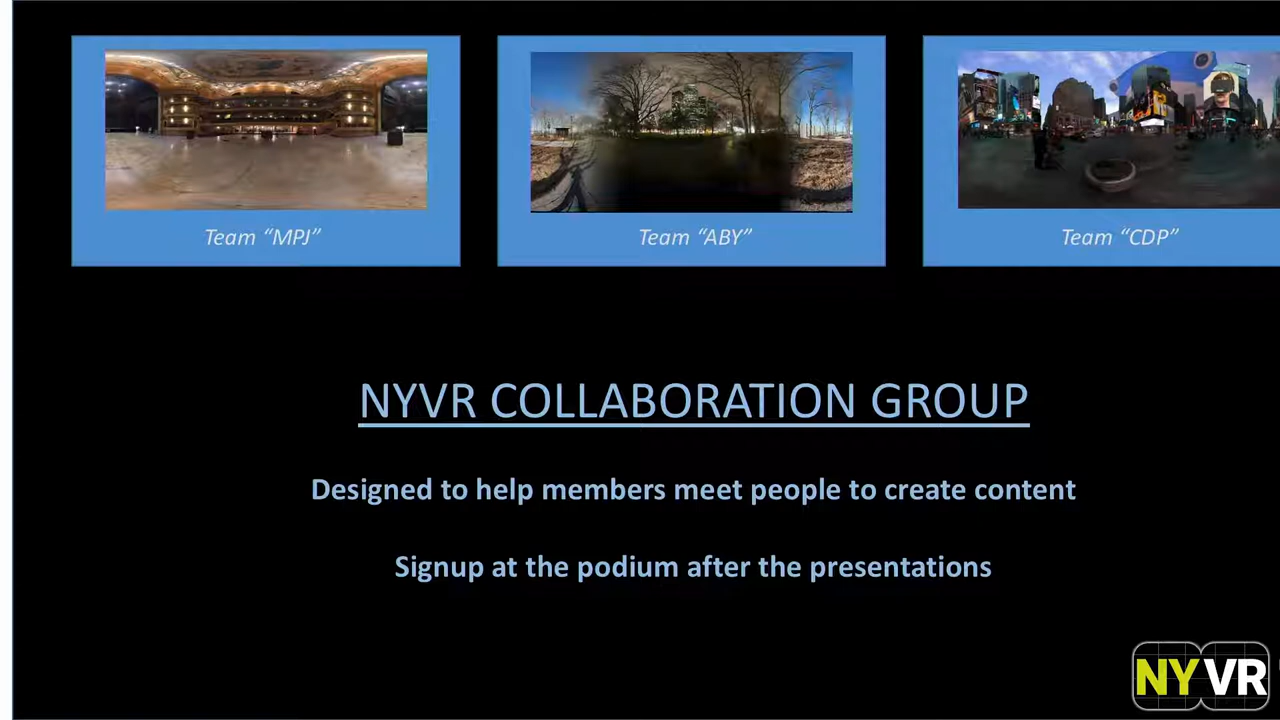 Team “MPJ”
Team “ABY”
Team “CDP”
NYVR COLLABORATION GROUP
Designed to help members meet people to create content
Signup at the podium after the presentations
NYVR